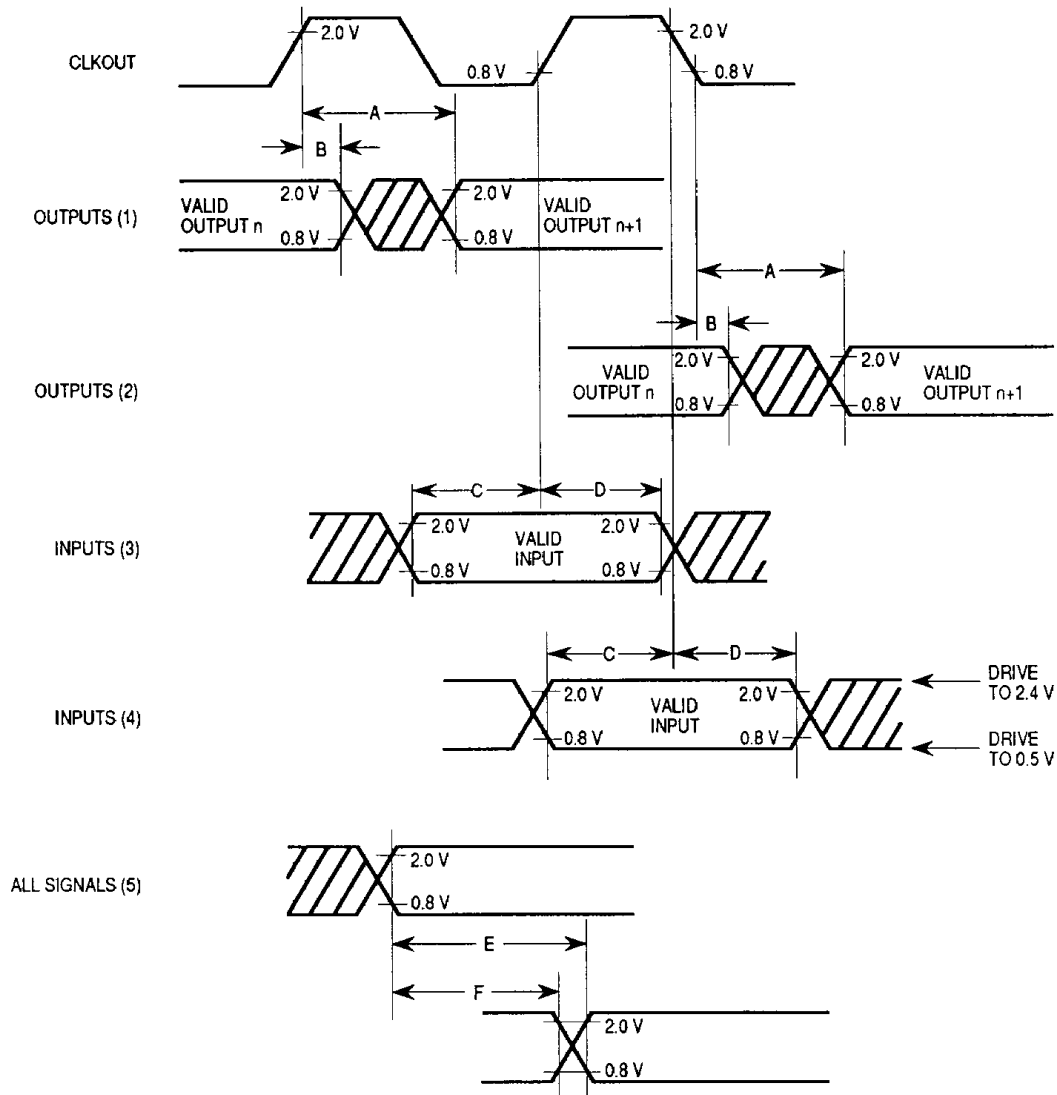 CLKOUT
2.0 V
0.8 V
2.0 V
0.8 V
A
B
OUTPUTS (1)
VALID
OUTPUT n
2.0 V
0.8 V
2.0 V
0.8 V
VALID
OUTPUT n+1
A
B
OUTPUTS (2)
VALID
OUTPUT n
2.0 V
0.8 V
2.0 V
0.8 V
VALID
OUTPUT n+1
C
D
INPUTS (3)
2.0 V
0.8 V
VALID
INPUT
2.0 V
0.8 V
C
D
INPUTS (4)
2.0 V
0.8 V
VALID
INPUT
2.0 V
0.8 V
DRIVE
TO 2.4 V
DRIVE
TO 0.5 V
ALL SIGNALS (5)
2.0 V
0.8 V
E
F
2.0 V
0.8 V